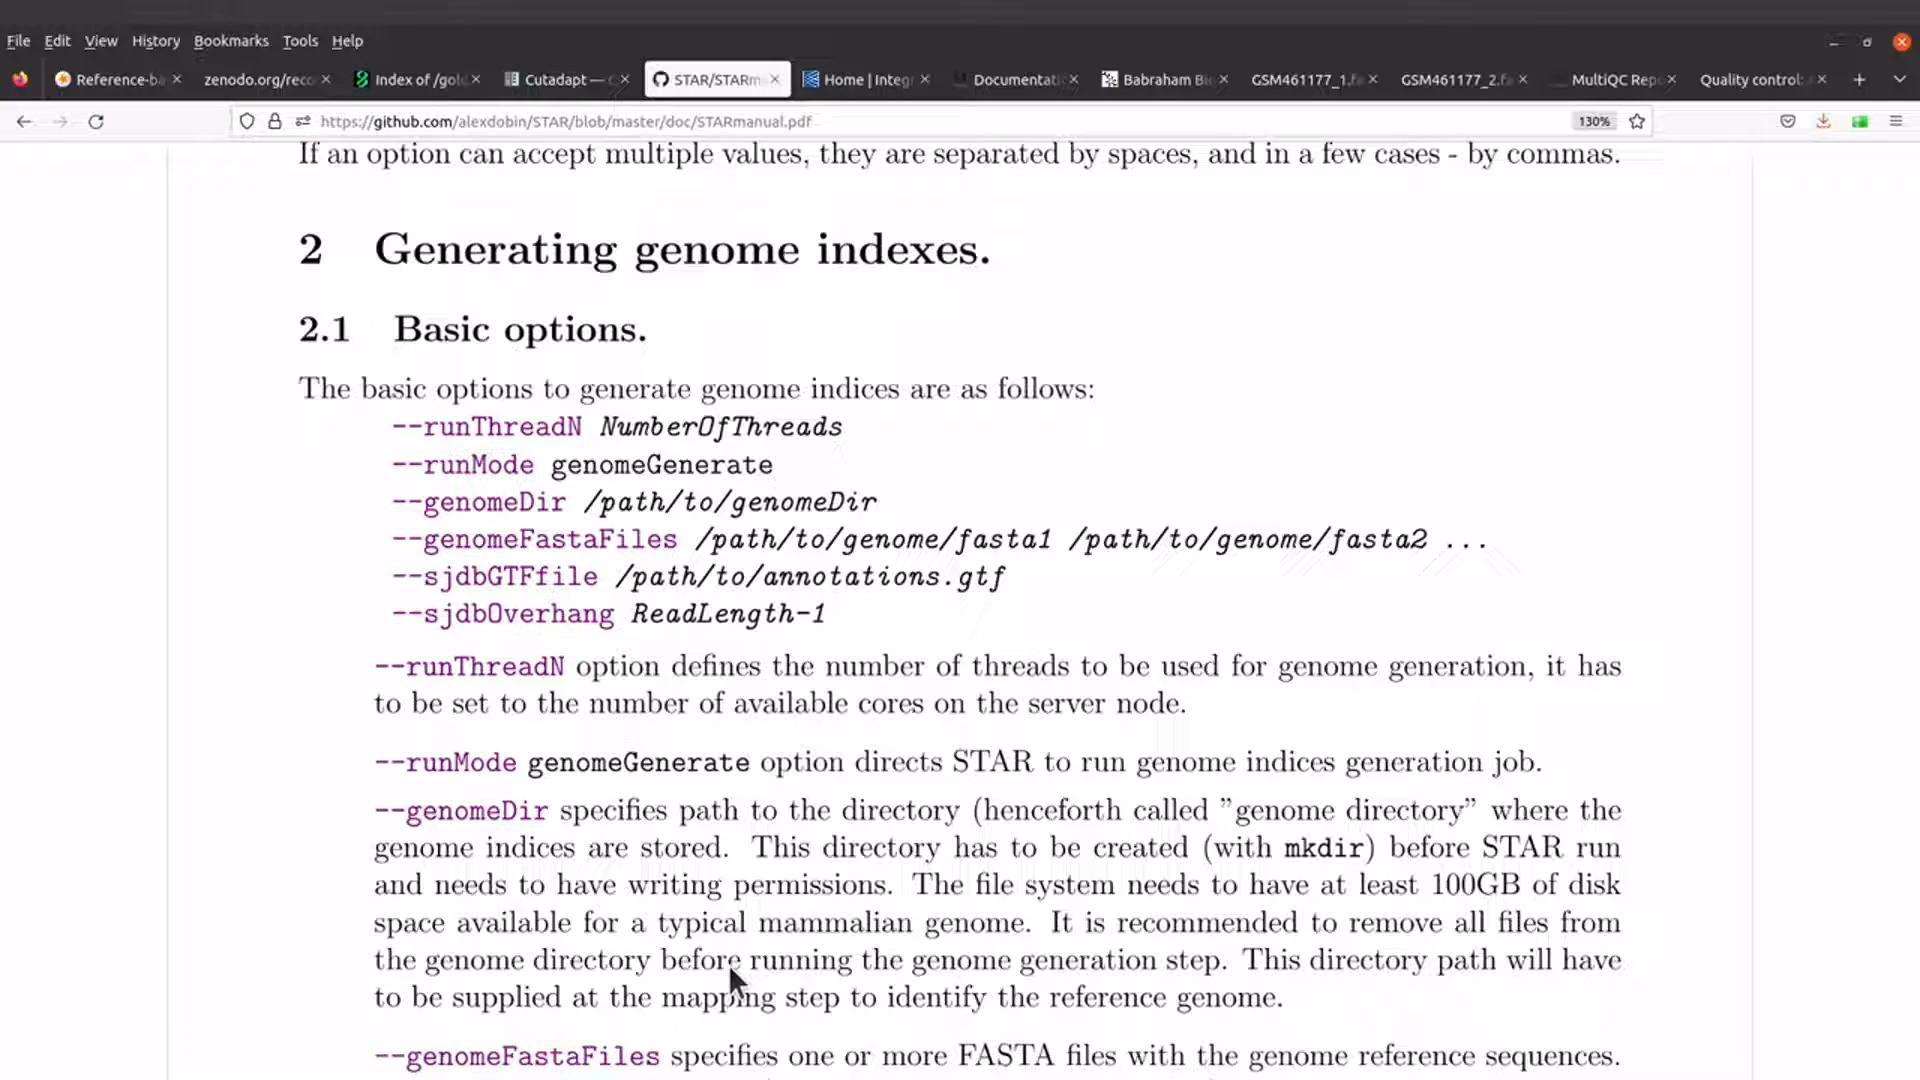 File Edit View History Bookmarks Tools Help
Reference-ba zenodo.org/reco Index of /gol Cutadapt — STAR/STARm Home | Integ Documentati Babraham Bi GSM461177_1.fa GSM461177_2.fa MultiQC Repo Quality control:
https://github.com/alexdobin/STAR/blob/master/doc/STARmanual.pdf 130%
If an option can accept multiple values, they are separated by spaces, and in a few cases - by commas.
2 Generating genome indexes.
2.1 Basic options.
The basic options to generate genome indices are as follows:
--runThreadN NumberOfThreads
--runMode genomeGenerate
--genomeDir /path/to/genomeDir
--genomeFastaFiles /path/to/genome/fasta1 /path/to/genome/fasta2 ...
--sjdbGTFfile /path/to/annotations.gtf
--sjdbOverhang ReadLength-1
--runThreadN option defines the number of threads to be used for genome generation, it has
to be set to the number of available cores on the server node.
--runMode genomeGenerate option directs STAR to run genome indices generation job.
--genomeDir specifies path to the directory (henceforth called ”genome directory” where the
genome indices are stored. This directory has to be created (with mkdir) before STAR run
and needs to have writing permissions. The file system needs to have at least 100GB of disk
space available for a typical mammalian genome. It is recommended to remove all files from
the genome directory before running the genome generation step. This directory path will have
to be supplied at the mapping step to identify the reference genome.
--genomeFastaFiles specifies one or more FASTA files with the genome reference sequences.